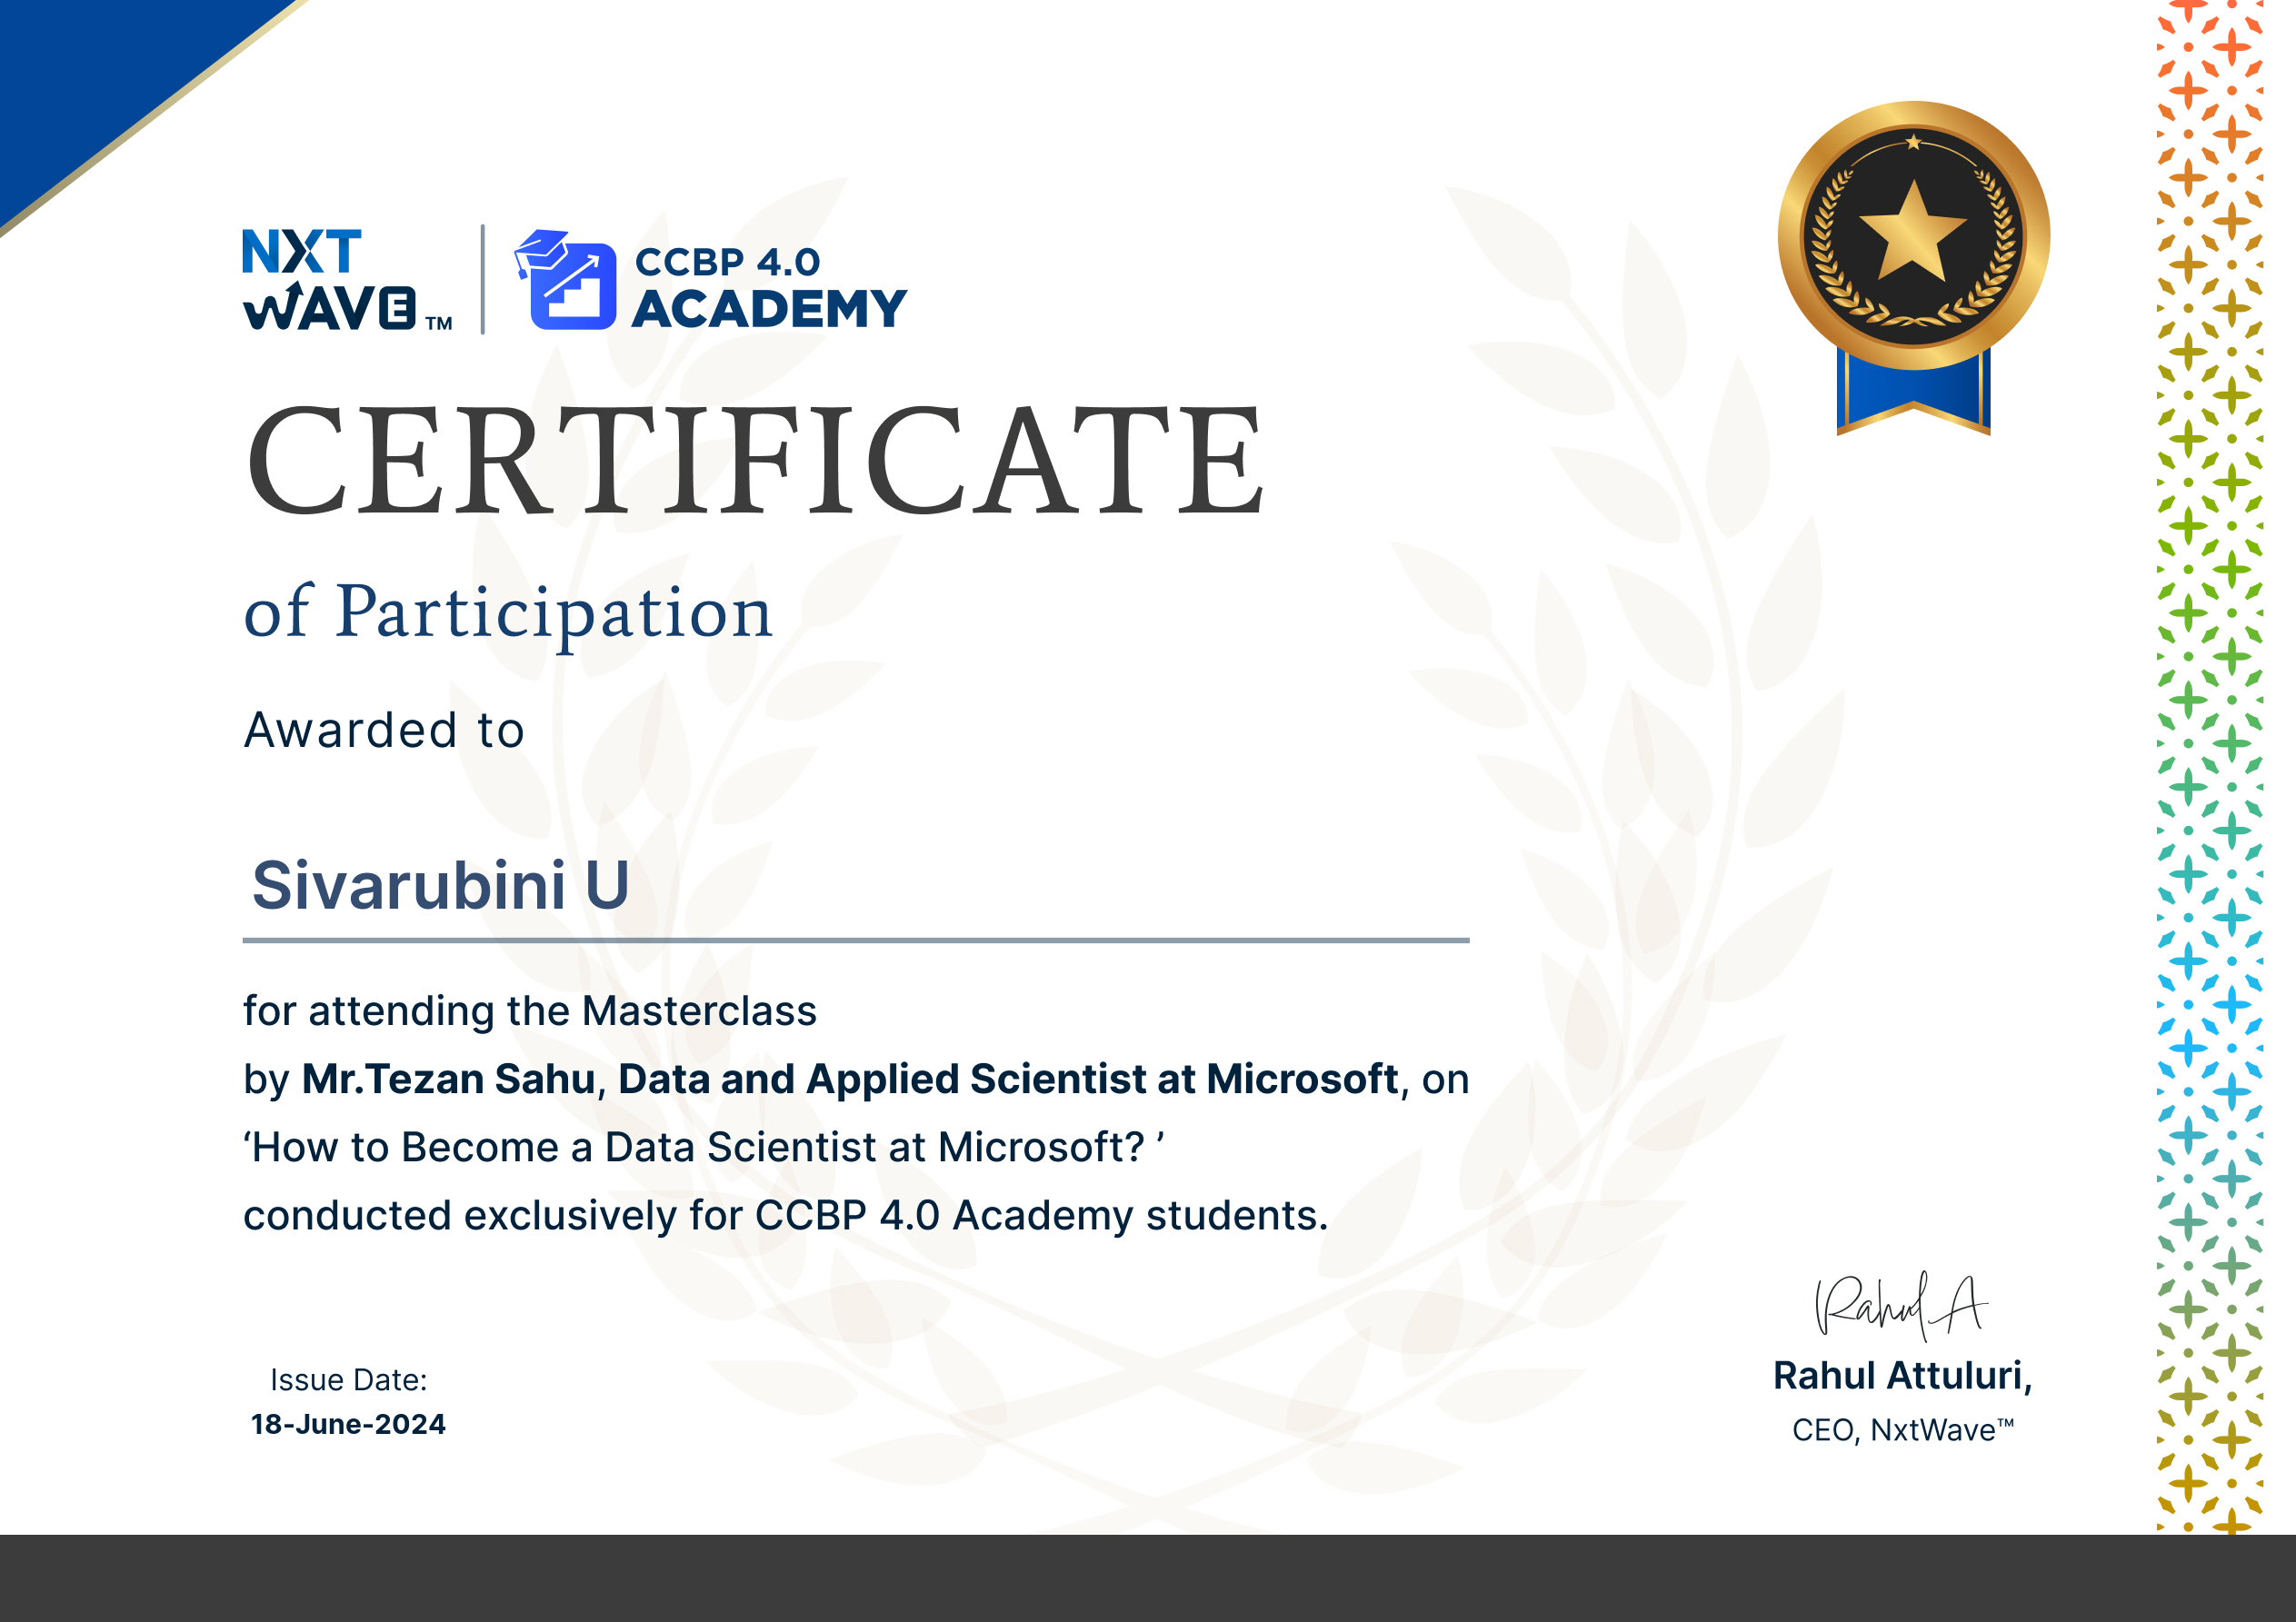 NXT
WAVE™
CCBP 4.0
ACADEMY
CERTIFICATE
of Participation
Awarded to
Sivarubini U
for attending the Masterclass
by Mr.Tezan Sahu, Data and Applied Scientist at Microsoft, on
‘How to Become a Data Scientist at Microsoft? ’
conducted exclusively for CCBP 4.0 Academy students.
Issue Date:
18-June-2024
Rahul A
Rahul Attuluri,
CEO, NxtWave™